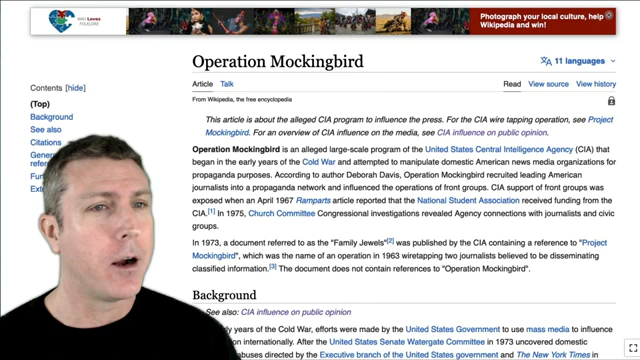 Wiki Loves
FOLKLORE
Photograph your local culture, help
Wikipedia and win!
Operation Mockingbird
11 languages
Contents [hide]
Article Talk Read View source View history
(Top)
From Wikipedia, the free encyclopedia
Background
See also
Citations
This article is about the alleged CIA program to influence the press. For the CIA wire tapping operation, see Project
Mockingbird. For an overview of CIA influence on the media, see CIA influence on public opinion.
Operation Mockingbird is an alleged large-scale program of the United States Central Intelligence Agency (CIA) that
began in the early years of the Cold War and attempted to manipulate domestic American news media organizations for
propaganda purposes. According to author Deborah Davis, Operation Mockingbird recruited leading American
journalists into a propaganda network and influenced the operations of front groups. CIA support of front groups was
exposed when an April 1967 Ramparts article reported that the National Student Association received funding from the
CIA.[1] In 1975, Church Committee Congressional investigations revealed Agency connections with journalists and civic
groups.
In 1973, a document referred to as the "Family Jewels"[2] was published by the CIA containing a reference to "Project
Mockingbird", which was the name of an operation in 1963 wiretapping two journalists believed to be disseminating
classified information.[3] The document does not contain references to "Operation Mockingbird".
Background
See also: CIA influence on public opinion
years of the Cold War, efforts were made by the United States Government to use mass media to influence
internationally. After the United States Senate Watergate Committee in 1973 uncovered domestic
directed by the Executive branch of the United States government and The New York Times in